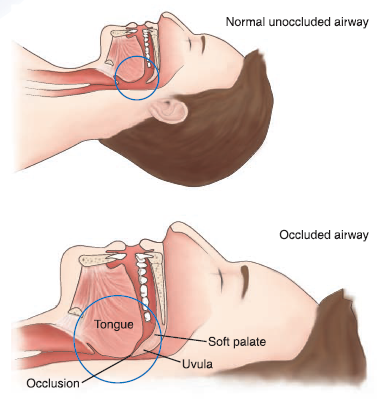 Normal unoccluded airway
Occluded airway
Tongue
Soft palate
Uvula
Occlusion